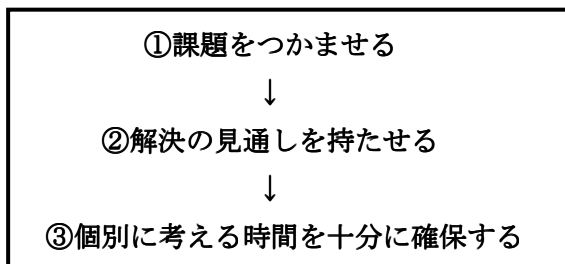 ①課題をつかませる
↓
②解決の見通しを持たせる
↓
③個別に考える時間を十分に確保する